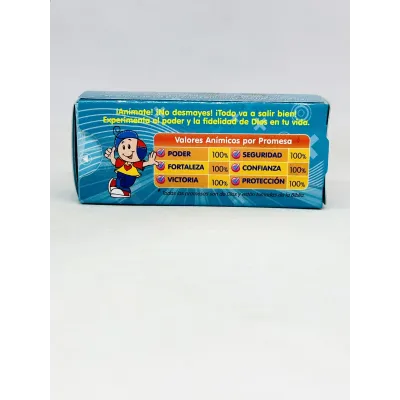 ¡Anímate! ¡No desmayes! ¡Todo va a salir bien!
Experimenta el poder y la fidelidad de Dios en tu vida.
Valores Anímicos por Promesa
PODER 100% SEGURIDAD 100%
FORTALEZA 100% CONFIANZA 100%
VICTORIA 100% PROTECCIÓN 100%